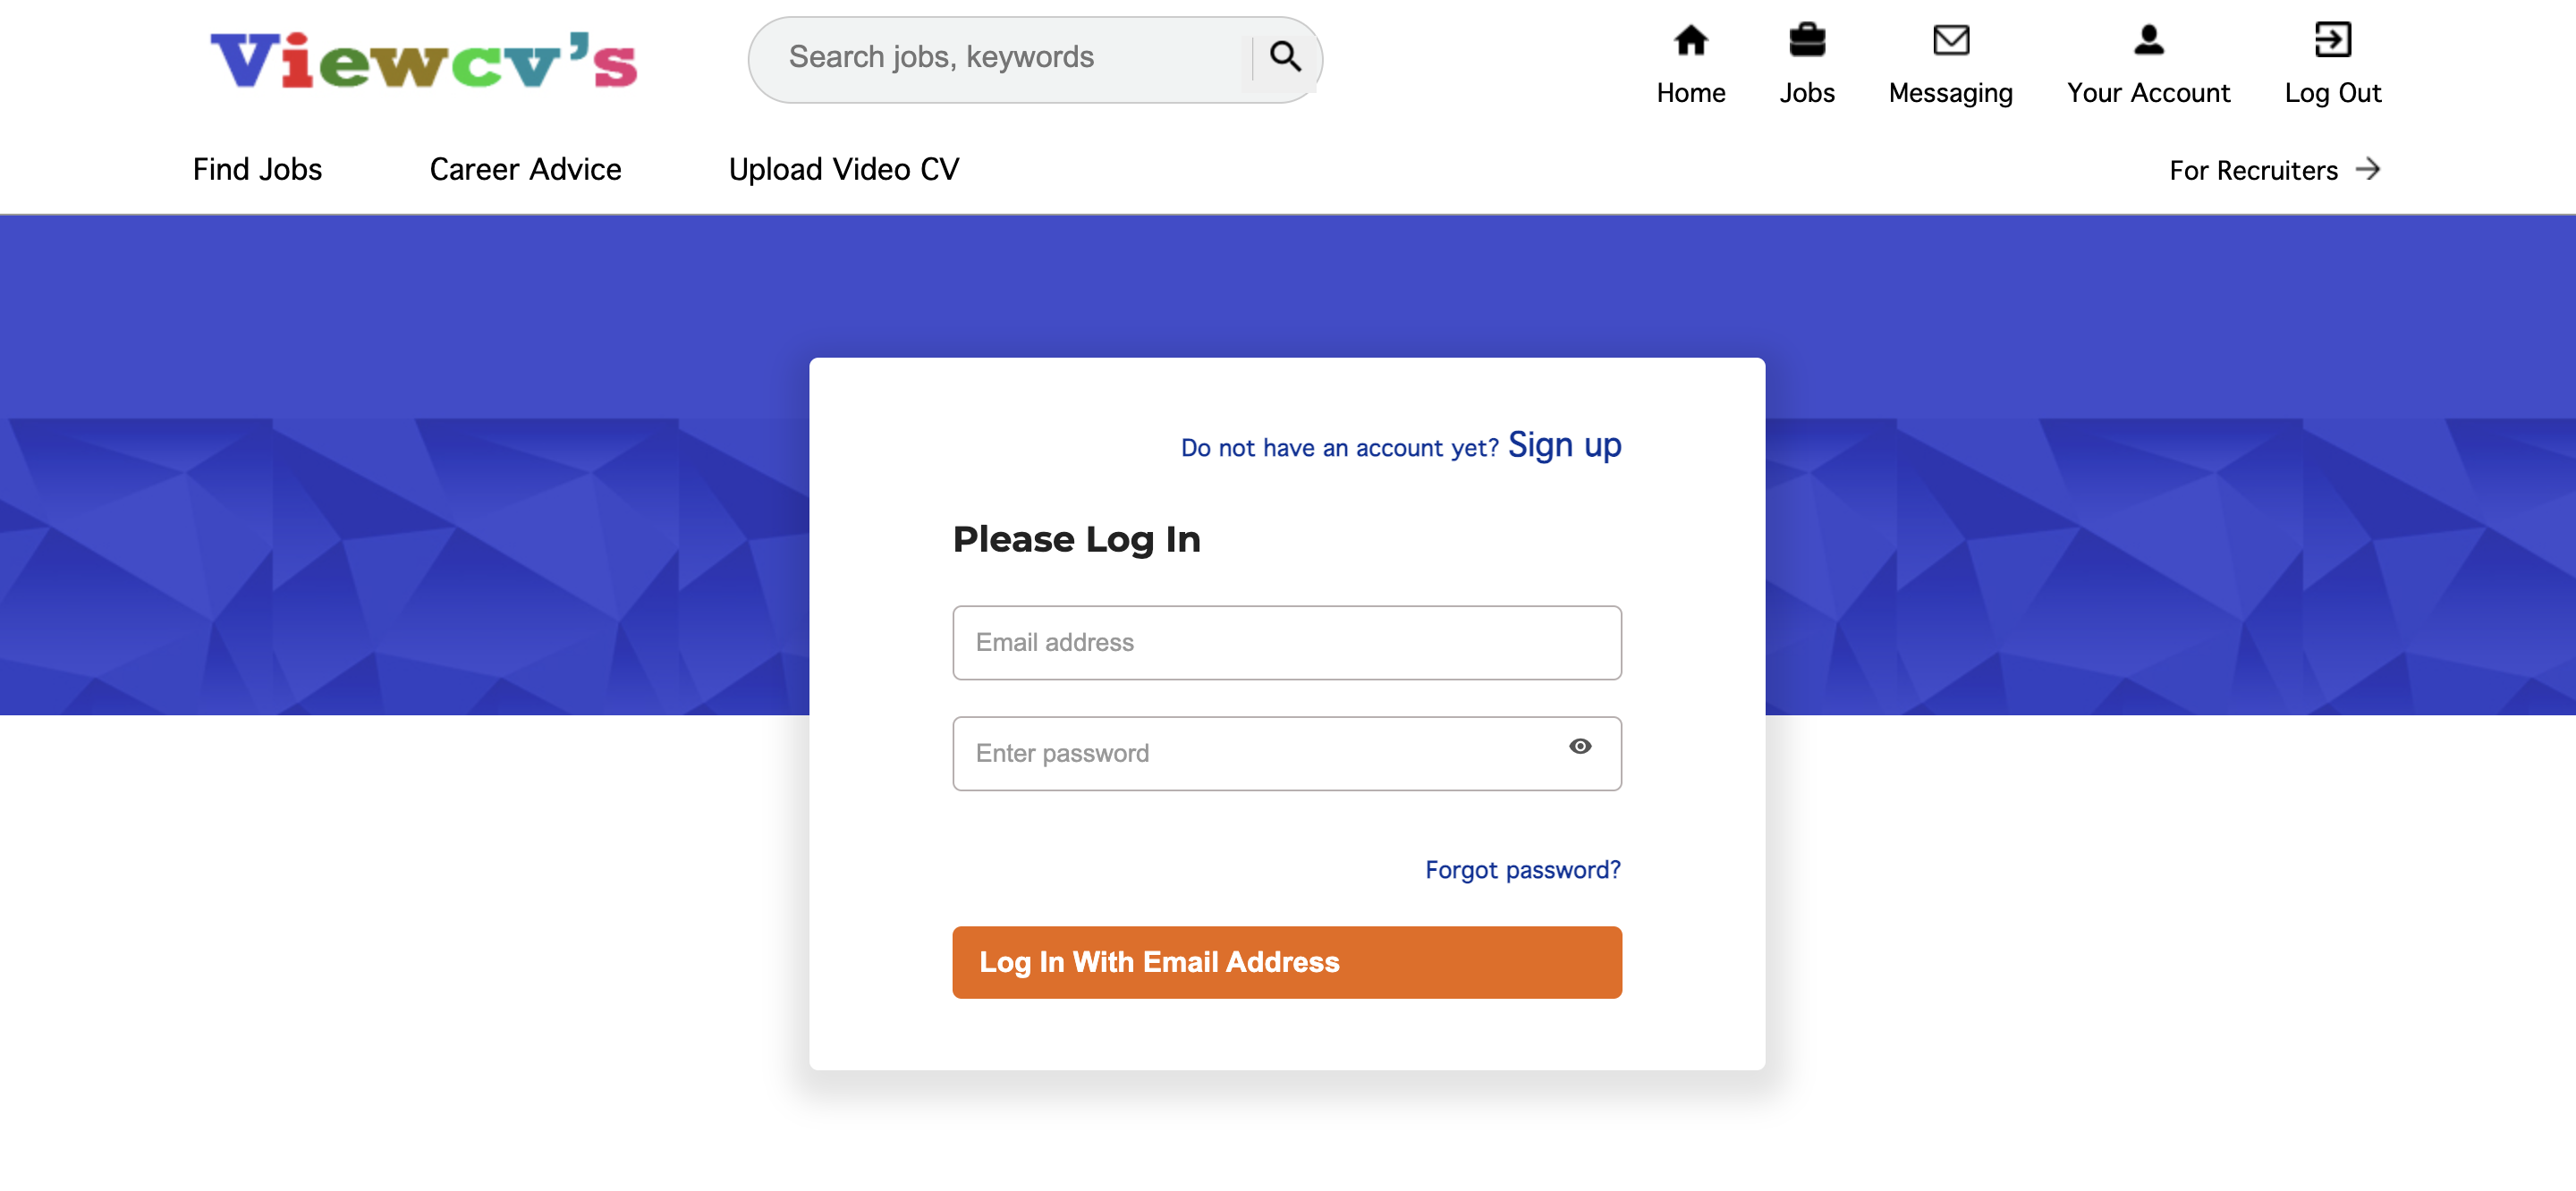 Viewcv's
Search jobs, keywords
Home
Jobs
Messaging
Your Account
Log Out
Find Jobs
Career Advice
Upload Video CV
For Recruiters
Do not have an account yet? Sign up
Please Log In
Email address
Enter password
Forgot password?
Log In With Email Address